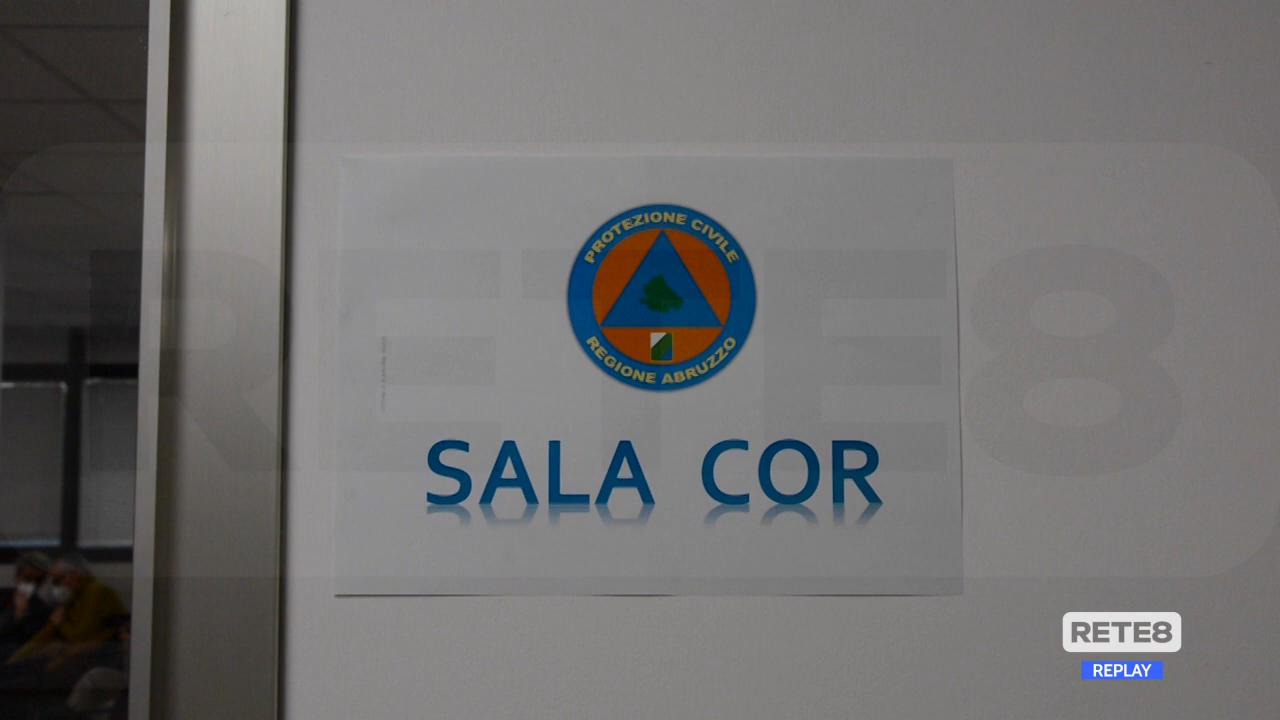 PROTEZIONE CIVILE
REGIONE ABRUZZO
SALA COR
RETE8
RETE8
REPLAY